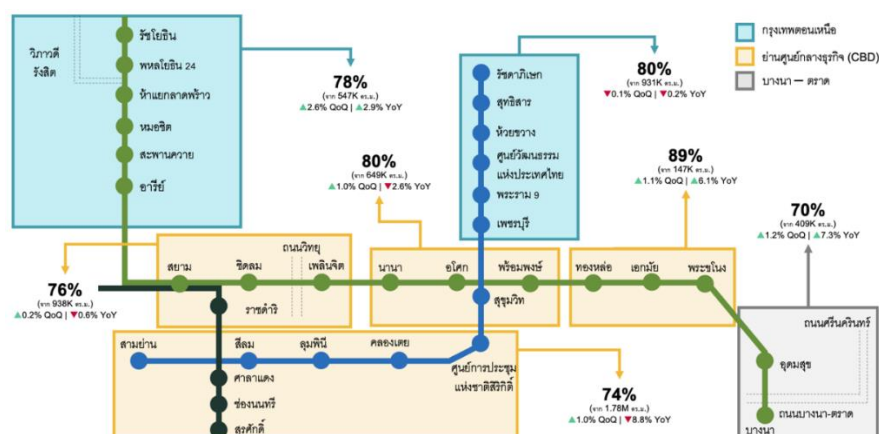 รัชโยธิน
วิภาวดี
รังสิต
พหลโยธิน 24
ห้าแยกลาดพร้าว
หมอชิต
สะพานควาย
อารีย์
78%
(จาก 547K ตร.ม.)
▲2.6% QoQ | ▲2.9% YoY
รัชดาภิเษก
สุทธิสาร
ห้วยขวาง
ศูนย์วัฒนธรรม
แห่งประเทศไทย
พระราม 9
เพชรบุรี
80%
(จาก 931K ตร.ม.)
▼0.1% QoQ | ▼0.2% YoY
กรุงเทพตอนเหนือ
ย่านศูนย์กลางธุรกิจ (CBD)
บางนา – ตราด
80%
(จาก 649K ตร.ม.)
▲1.0% QoQ | ▼2.6% YoY
89%
(จาก 147K ตร.ม.)
▲1.1% QoQ | ▲6.1% YoY
70%
(จาก 409K ตร.ม.)
▲1.2% QoQ | ▲7.3% YoY
76%
(จาก 938K ตร.ม.)
▲0.2% QoQ | ▼0.6% YoY
สยาม
ชิดลม
ถนนวิทยุ
เพลินจิต
นานา
อโศก
พร้อมพงษ์
ทองหล่อ
เอกมัย
พระขโนง
ราชดำริ
สุขุมวิท
สามย่าน
สีลม
ลุมพินี
คลองเตย
ศูนย์การประชุม
แห่งชาติสิริกิติ์
ศาลาแดง
ช่องนนทรี
สุรศักดิ์
74%
(จาก 1.78M ตร.ม.)
▲1.0% QoQ | ▼8.8% YoY
ถนนศรีนครินทร์
อุดมสุข
ถนนบางนา-ตราด
บางนา